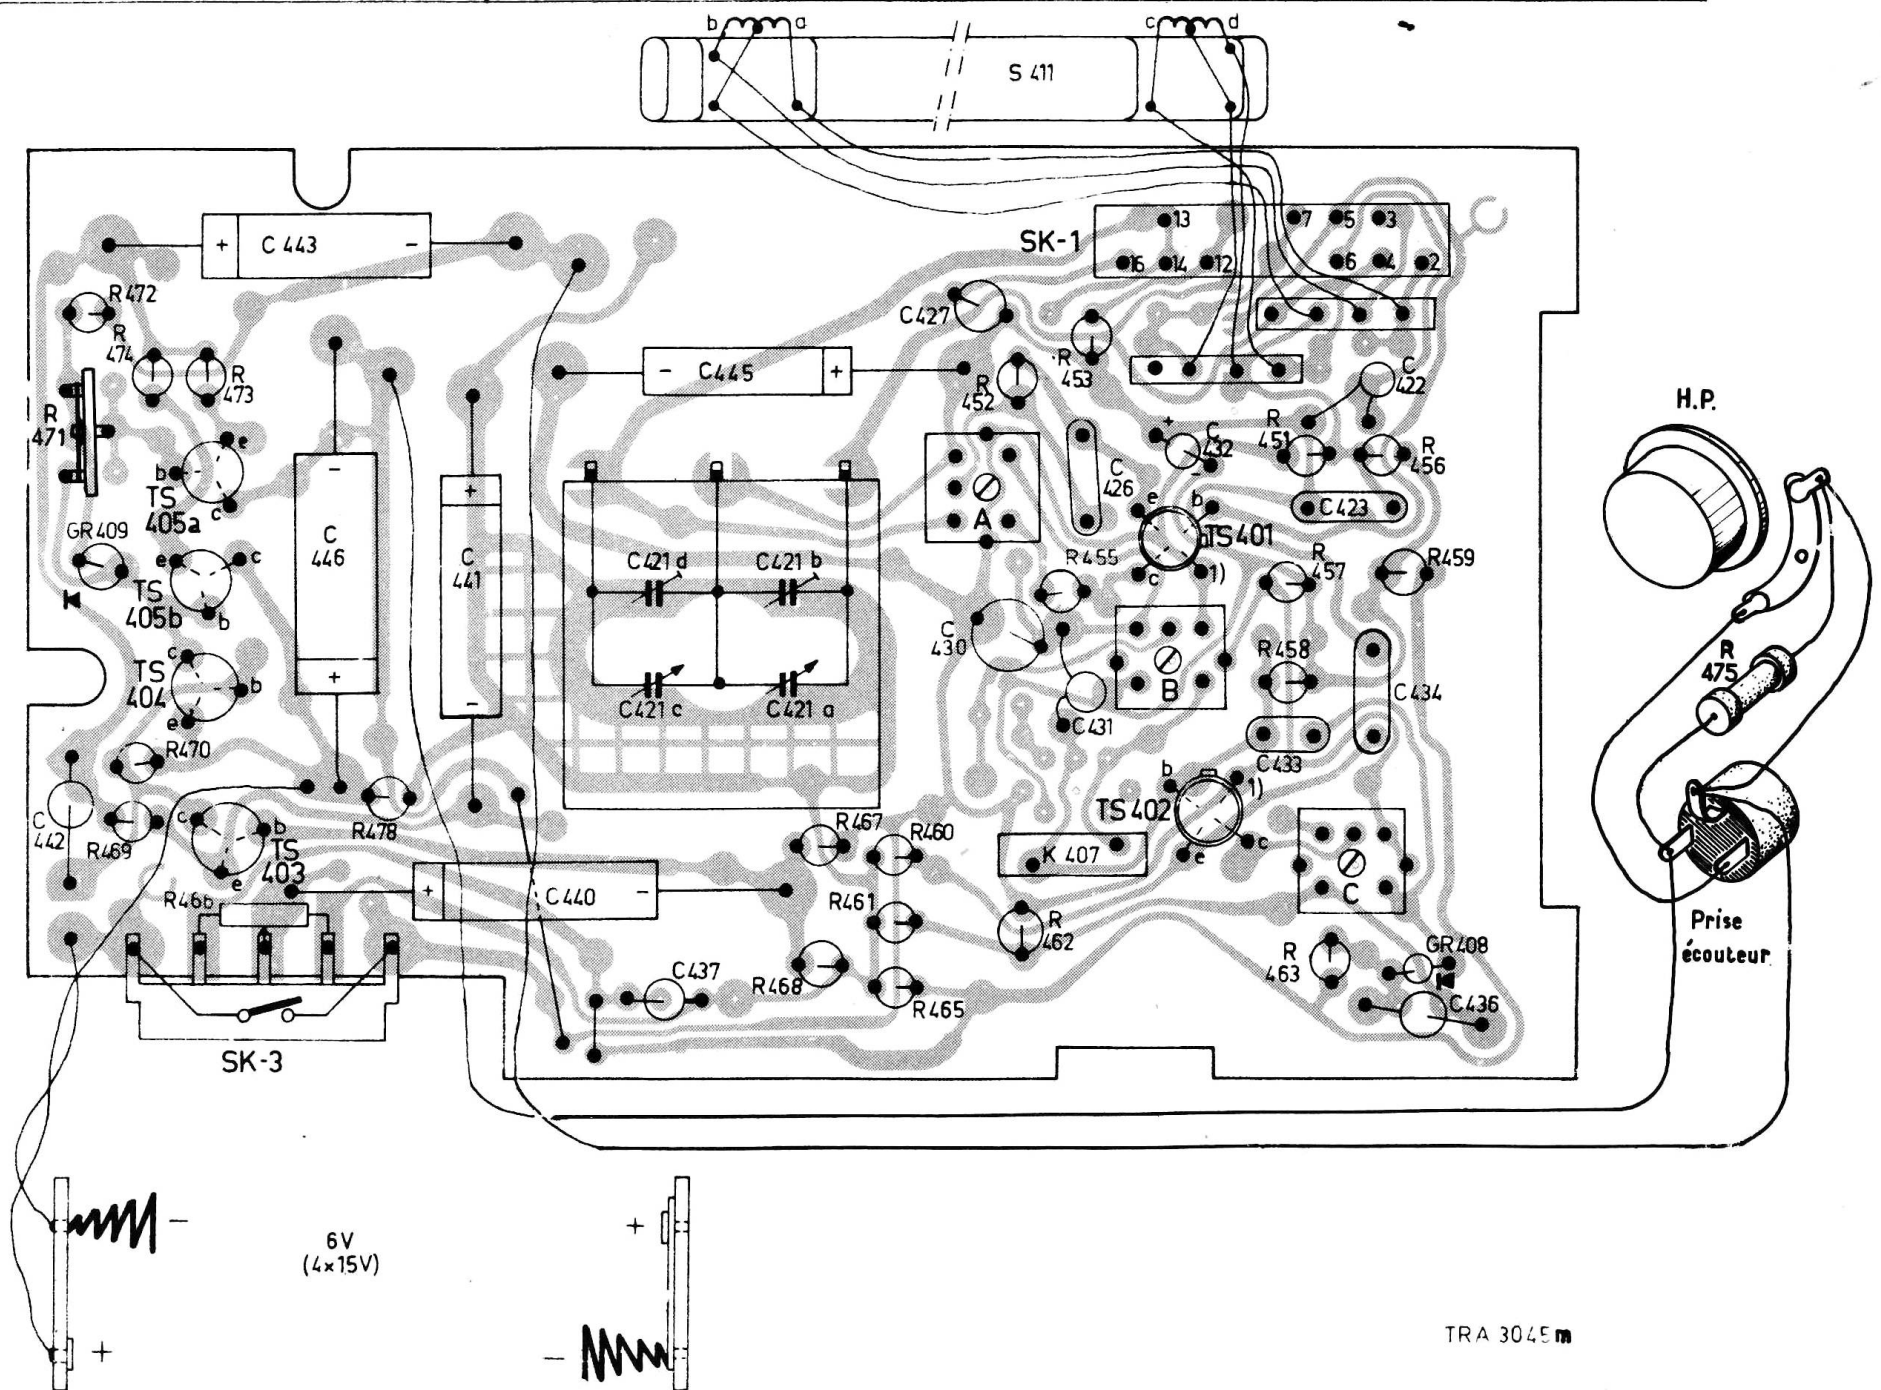 b a c d
S 411
13 7 5 3
SK-1
16 14 12 6 4 2
+ C 443 -
R472
C427
R
474
R
473
R
453
- C445 +
R
452
C
422
H.P.
R
471
e
b
TS
405a
c
+
C
432
-
R
451
R
456
C
426
-
C
446
+
+
C
441
-
A
e b
TS401
c 1)
C423
GR409
e c
TS
405b
b
C421 d C421 b
R455
R
457
R459
C
430
c
TS
404
b
e
C421 c C421 a
B
R458
C434
R
475
C431
R470
C433
b 1)
TS402
e c
C
442
R469
c b
TS
403
e
R478
R467
R460
K 407
C
R466
+ C440 -
R461
R
462
Prise
écouteur
R
463
GR408
C437
R468
R465
C436
SK-3
- +
6V
(4x15V)
+ -
TRA 3045m